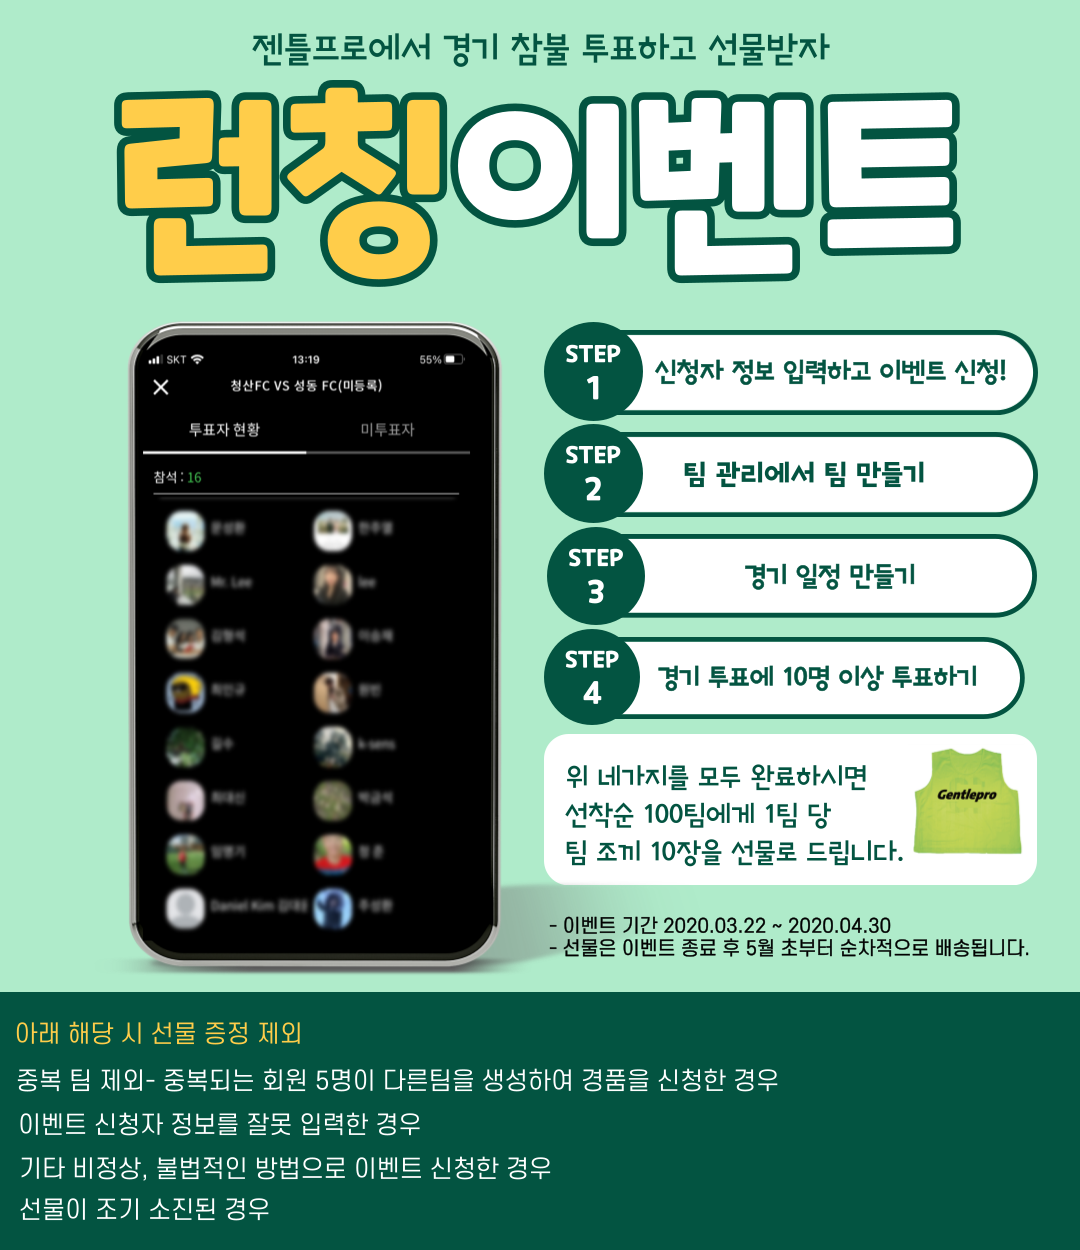 젠틀프로에서 경기 참불 투표하고 선물받자
런칭이벤트
SKT 13:19 55%
청산FC VS 성동 FC(미등록)
투표자 현황 미투표자
참석 : 16
Mr. Lee lee
k-sens
Daniel Kim
STEP 1
신청자 정보 입력하고 이벤트 신청!
STEP 2
팀 관리에서 팀 만들기
STEP 3
경기 일정 만들기
STEP 4
경기 투표에 10명 이상 투표하기
위 네가지를 모두 완료하시면
선착순 100팀에게 1팀 당
팀 조끼 10장을 선물로 드립니다.
Gentlepro
- 이벤트 기간 2020.03.22 ~ 2020.04.30
- 선물은 이벤트 종료 후 5월 초부터 순차적으로 배송됩니다.
아래 해당 시 선물 증정 제외
중복 팀 제외- 중복되는 회원 5명이 다른팀을 생성하여 경품을 신청한 경우
이벤트 신청자 정보를 잘못 입력한 경우
기타 비정상, 불법적인 방법으로 이벤트 신청한 경우
선물이 조기 소진된 경우